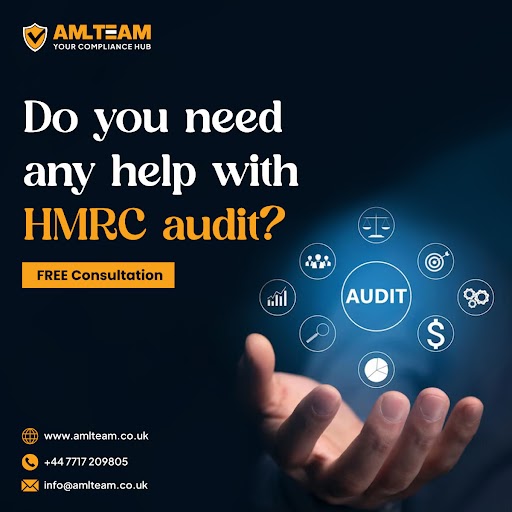 AMLTEAM
YOUR COMPLIANCE HUB
Do you need
any help with
HMRC audit?
FREE Consultation
AUDIT
$
www.amlteam.co.uk
+44 7717 209805
info@amlteam.co.uk